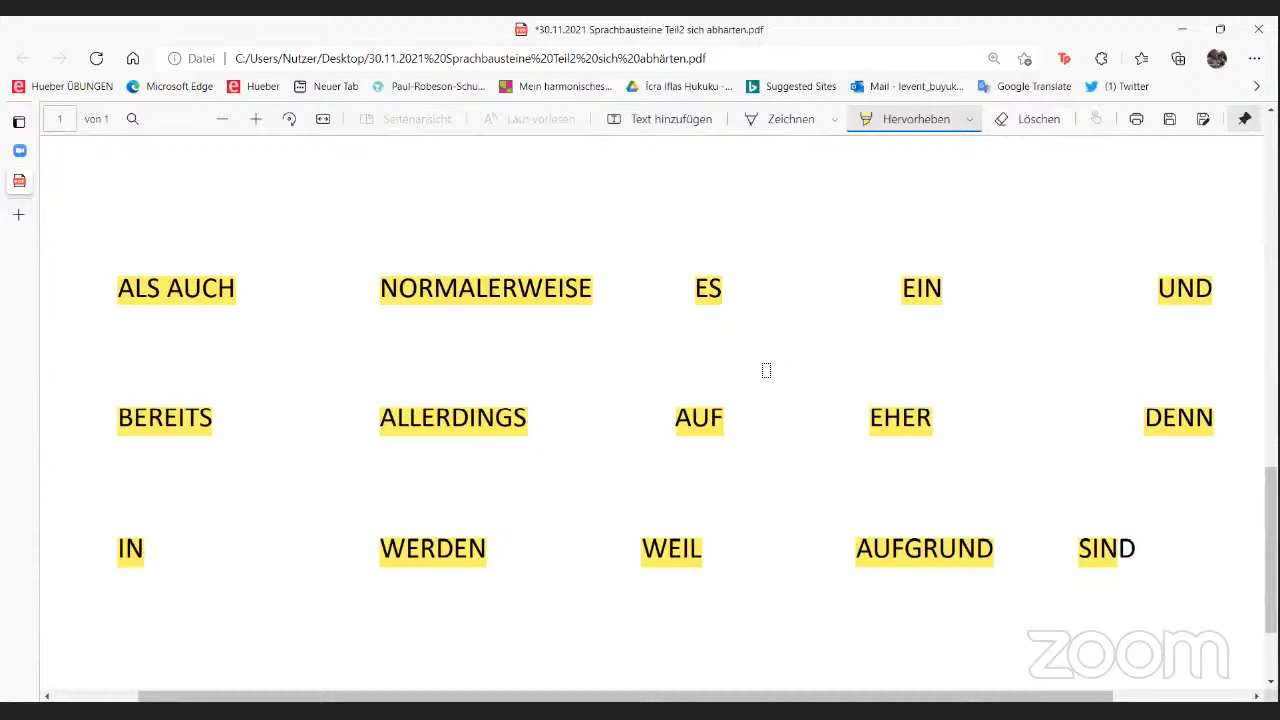 *30.11.2021 Sprachbausteine Teil2 sich abhärten.pdf
Datei | C:/Users/Nutzer/Desktop/30.11.2021%20Sprachbausteine%20Teil2%20sich%20abhärten.pdf
Huebe ÜBUNGEN Microsoft Edge Hueber Neuer Tab Paul-Robeson-Schu... Mein harmonisches... İcra Iflas Hukuku -... Suggested Sites Mail - levent_buyuk... Google Translate (1) Twitter
1 von 1 Seitenansicht Laut vorlesen Text hinzufügen Zeichnen Hervorheben Löschen
ALS AUCH NORMALERWEISE ES EIN UND
BEREITS ALLERDINGS AUF EHER DENN
IN WERDEN WEIL AUFGRUND SIND
zoom